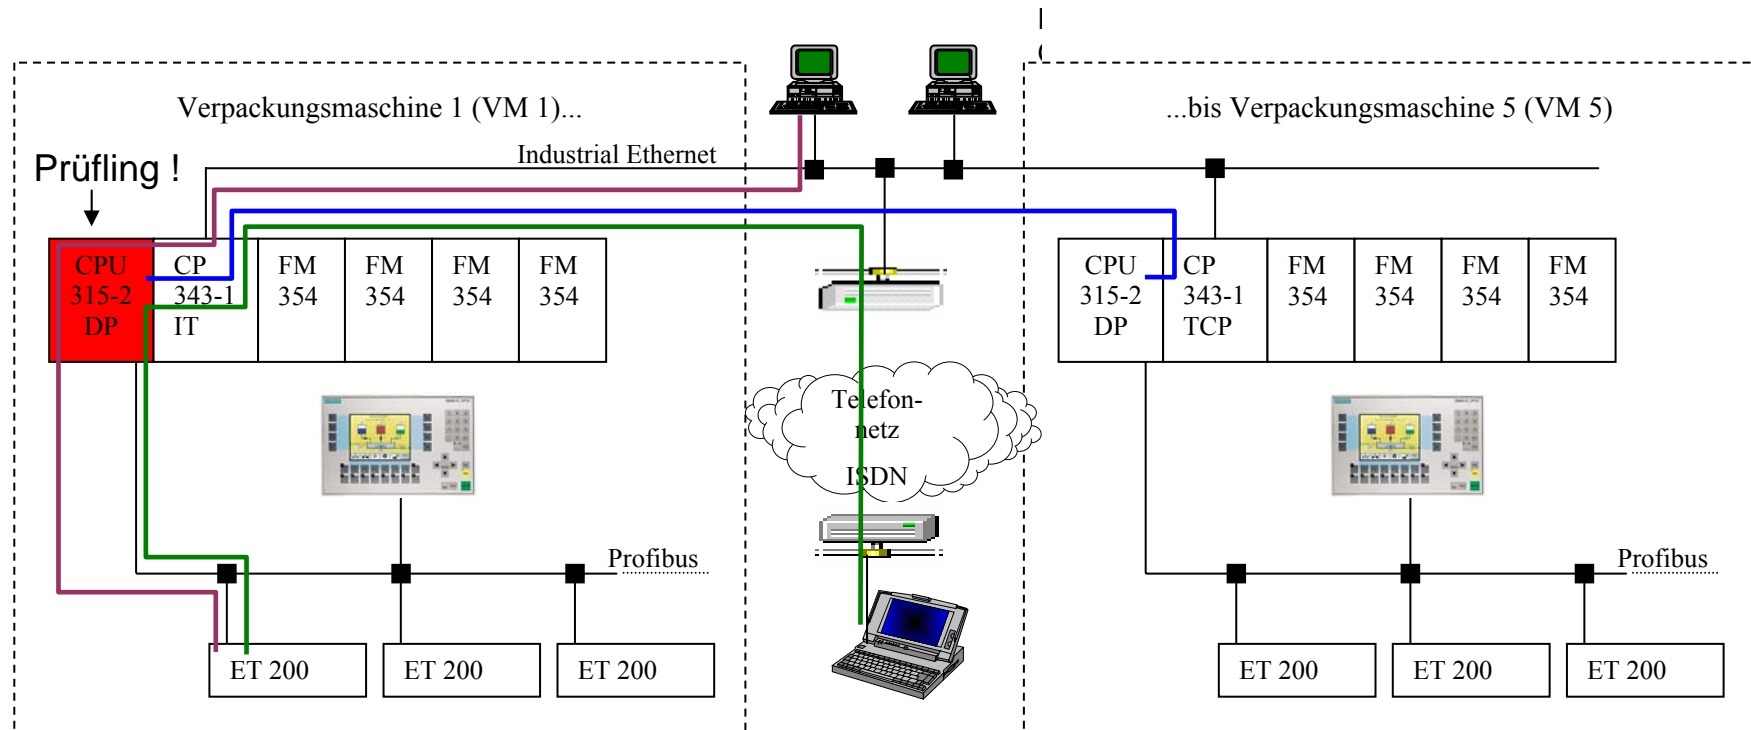 Verpackungsmaschine 1 (VM 1)...
...bis Verpackungsmaschine 5 (VM 5)
Prüfling !
Industrial Ethernet
CPU
315-2
DP
CP
343-1
IT
FM
354
FM
354
FM
354
FM
354
CPU
315-2
DP
CP
343-1
TCP
FM
354
FM
354
FM
354
FM
354
Telefon-
netz
ISDN
Profibus
Profibus
ET 200
ET 200
ET 200
ET 200
ET 200
ET 200